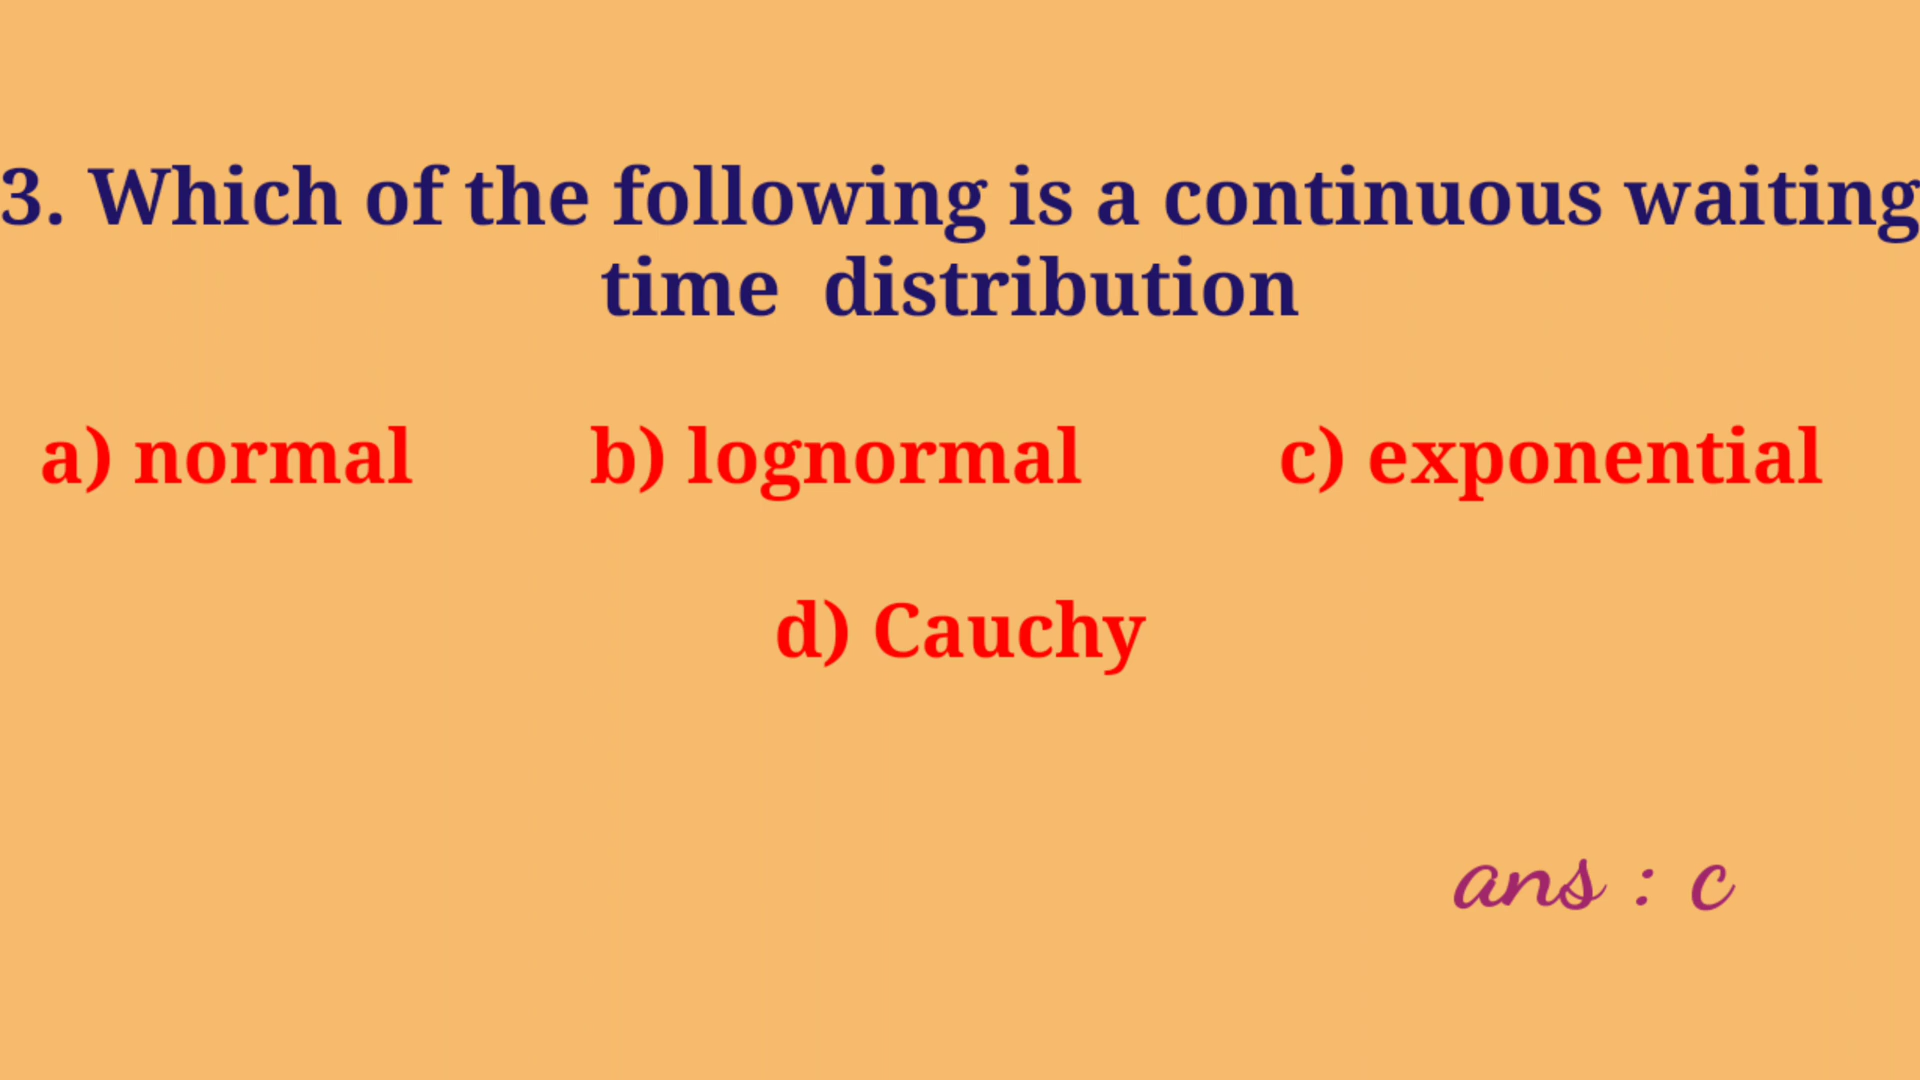 3. Which of the following is a continuous waiting
time distribution
a) normal b) lognormal c) exponential
d) Cauchy
ans : c